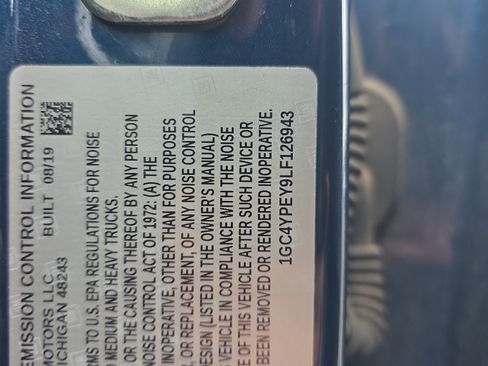 EMISSION CONTROL INFORMATION
MOTORS LLC BUILT 08/19
MICHIGAN 48243
RMS TO U.S. EPA REGULATIONS FOR NOISE
D MEDIUM AND HEAVY TRUCKS.
OR THE CAUSING THEREOF BY ANY PERSON
NOISE CONTROL ACT OF 1972: (A) THE
INOPERATIVE, OTHER THAN FOR PURPOSES
, OR REPLACEMENT, OF ANY NOISE CONTROL
DESIGN (LISTED IN THE OWNER'S MANUAL)
VEHICLE IN COMPLIANCE WITH THE NOISE
E OF THIS VEHICLE AFTER SUCH DEVICE OR
BEEN REMOVED OR RENDERED INOPERATIVE.
1GC4YPEY9LF126943